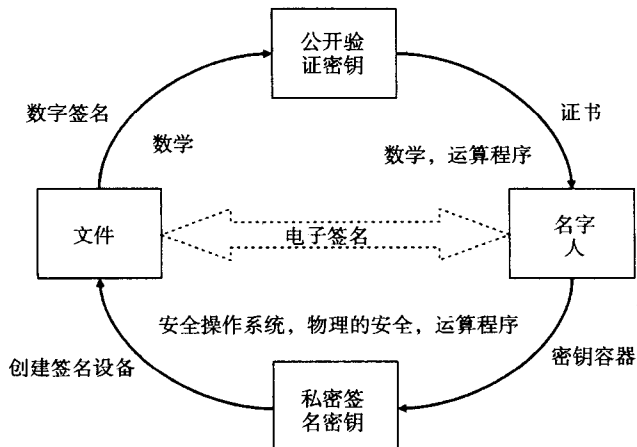 公开验
证密钥
数字签名
证书
数学
数学，运算程序
文件
电子签名
名字
人
安全操作系统，物理的安全，运算程序
创建签名设备
密钥容器
私密签
名密钥